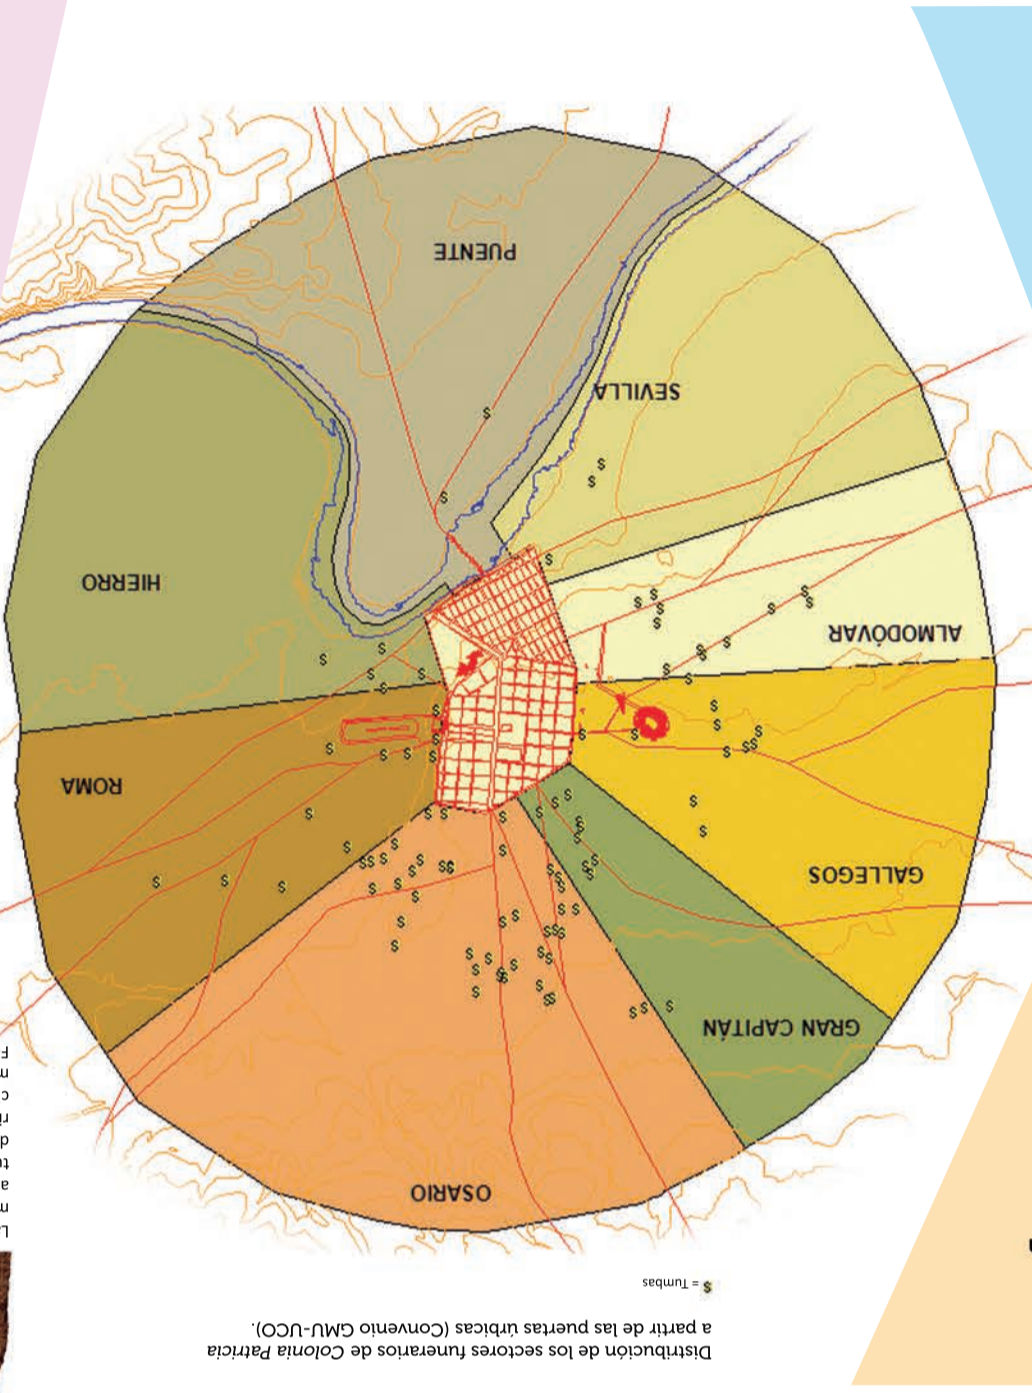 Distribución de los sectores funerarios de Colonia Patricia
a partir de las puertas úrbicas (Convenio GMU-UCO).
$ = Tumbas
OSARIO
GRAN CAPITÁN
GALLEGOS
ROMA
ALMODÓVAR
HIERRO
SEVILLA
PUENTE